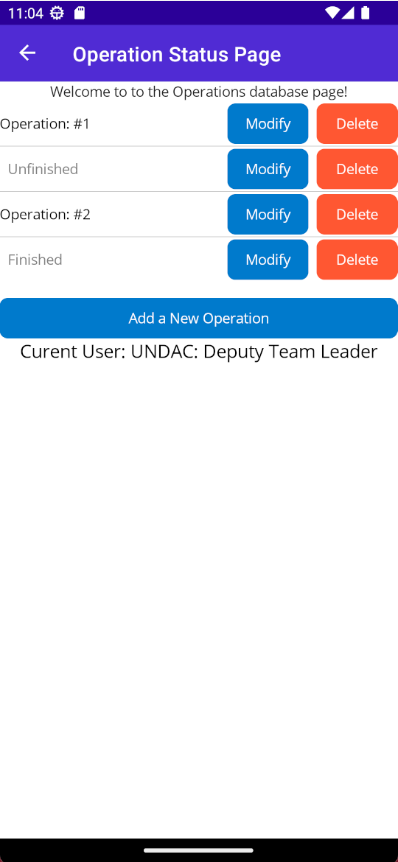 11:04
Operation Status Page
Welcome to to the Operations database page!
Operation: #1 Modify Delete
Unfinished Modify Delete
Operation: #2 Modify Delete
Finished Modify Delete
Add a New Operation
Curent User: UNDAC: Deputy Team Leader